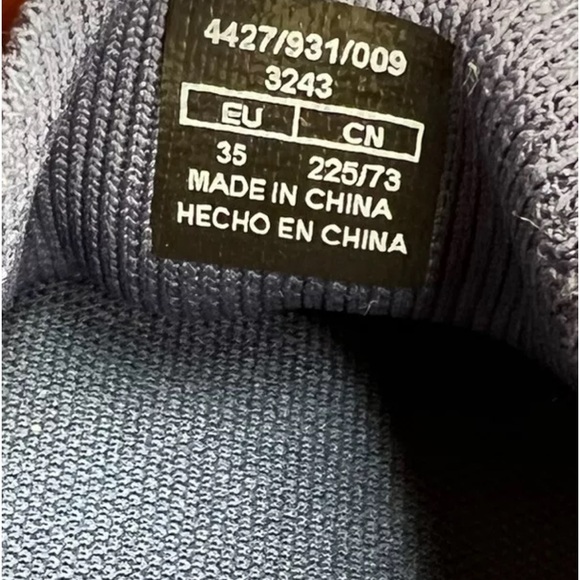 4427/931/009
3243
EU CN
35 225/73
MADE IN CHINA
HECHO EN CHINA